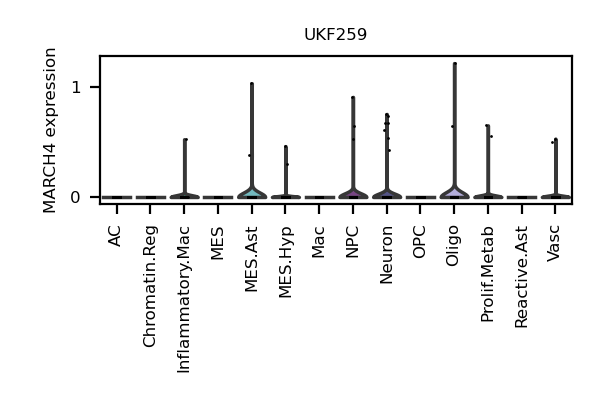 UKF259
MARCH4 expression
1
0
AC
Chromatin.Reg
Inflammatory.Mac
MES
MES.Ast
MES.Hyp
Mac
NPC
Neuron
OPC
Oligo
Prolif.Metab
Reactive.Ast
Vasc